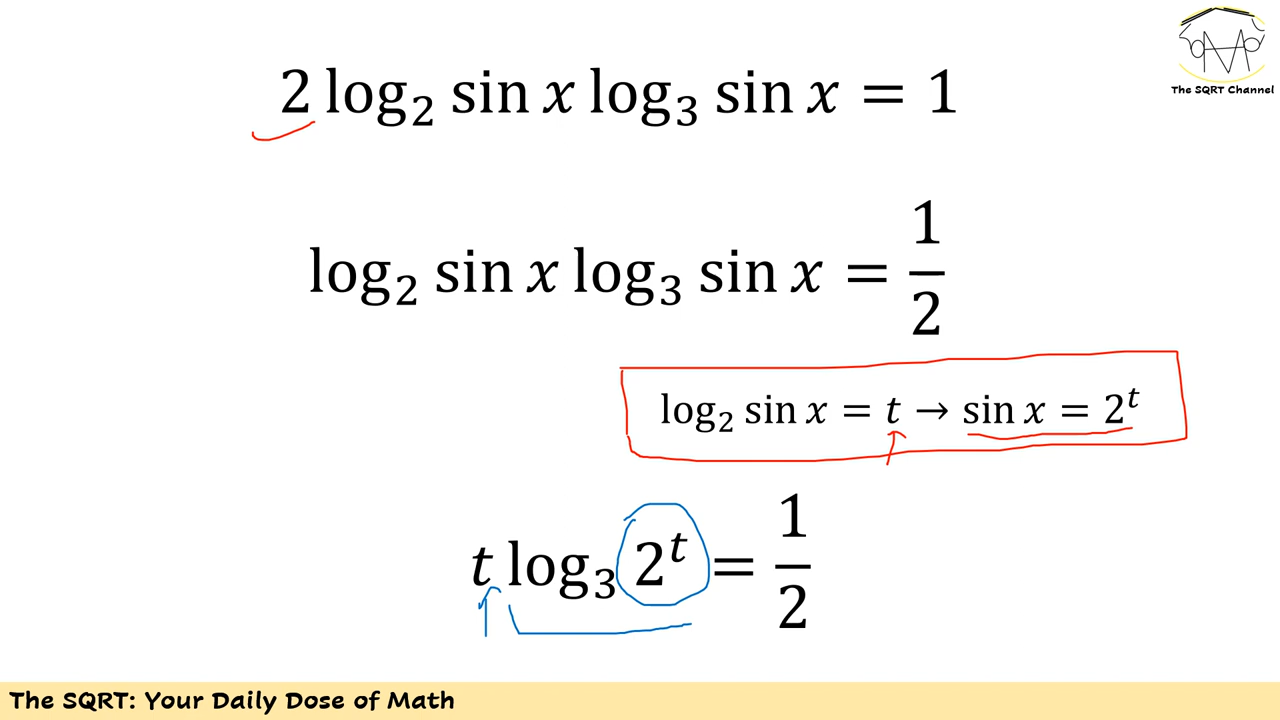 The SQRT Channel
2 log₂ sin x log₃ sin x = 1
log₂ sin x log₃ sin x = 1/2
log₂ sin x = t → sin x = 2ᵗ
t log₃ 2ᵗ = 1/2
The SQRT: Your Daily Dose of Math